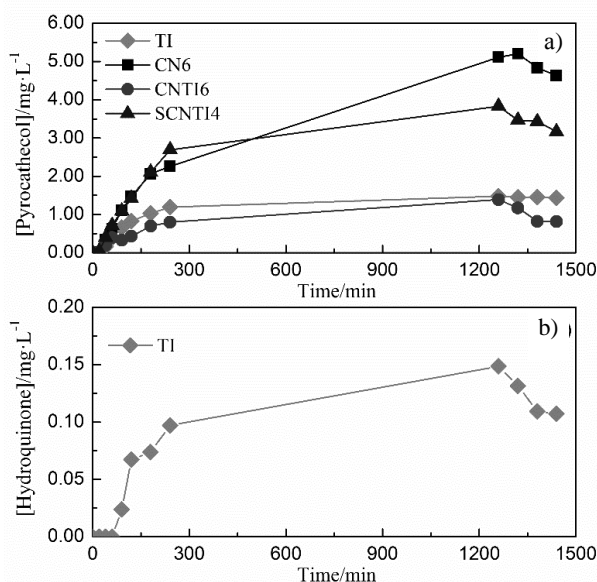 6.00
5.00
4.00
3.00
2.00
1.00
0.00
[Pyrocathecol]/mg·L⁻¹
TI
CN6
CNTI6
SCNTI4
a)
0 300 600 900 1200 1500
Time/min
0.20
0.15
0.10
0.05
0.00
[Hydroquinone]/mg·L⁻¹
TI
b) )
0 300 600 900 1200 1500
Time/min